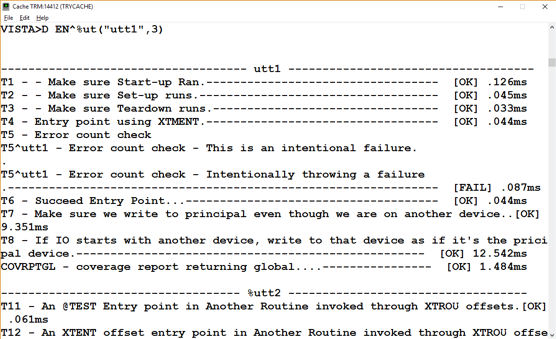 Cache TRM:14412 (TRYCACHE)
File Edit Help
VISTA>D EN^%ut("utt1",3)
---------------------------------- utt1 ----------------------------------
T1 - - Make sure Start-up Ran.---------------------------------- [OK] .126ms
T2 - - Make sure Set-up runs.----------------------------------- [OK] .045ms
T3 - - Make sure Teardown runs.--------------------------------- [OK] .033ms
T4 - Entry point using XTMENT.---------------------------------- [OK] .044ms
T5 - Error count check
T5^utt1 - Error count check - This is an intentional failure.
.
T5^utt1 - Error count check - Intentionally throwing a failure
.--------------------------------------------------------------- [FAIL] .087ms
T6 - Succeed Entry Point...------------------------------------- [OK] .044ms
T7 - Make sure we write to principal even though we are on another device..[OK]
9.351ms
T8 - If IO starts with another device, write to that device as if it's the prici
pal device.---------------------------------------------------- [OK] 12.542ms
COVRPTGL - coverage report returning global....---------------- [OK] 1.484ms
---------------------------------- %utt2 ----------------------------------
T11 - An @TEST Entry point in Another Routine invoked through XTROU offsets.[OK]
.061ms
T12 - An XTENT offset entry point in Another Routine invoked through XTROU offse